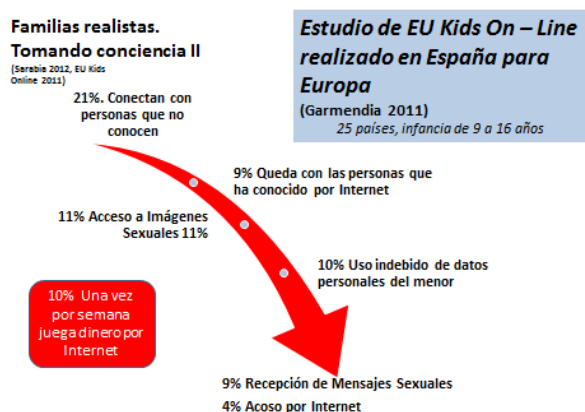 Familias realistas.
Tomando conciencia II
(Sarabia 2012, EU Kids
Online 2011)
Estudio de EU Kids On – Line
realizado en España para
Europa
(Garmendia 2011)
25 países, infancia de 9 a 16 años
21%. Conectan con
personas que no
conocen
9% Queda con las personas que
ha conocido por Internet
11% Acceso a Imágenes
Sexuales 11%
10% Uso indebido de datos
personales del menor
10% Una vez
por semana
juega dinero por
Internet
9% Recepción de Mensajes Sexuales
4% Acoso por Internet